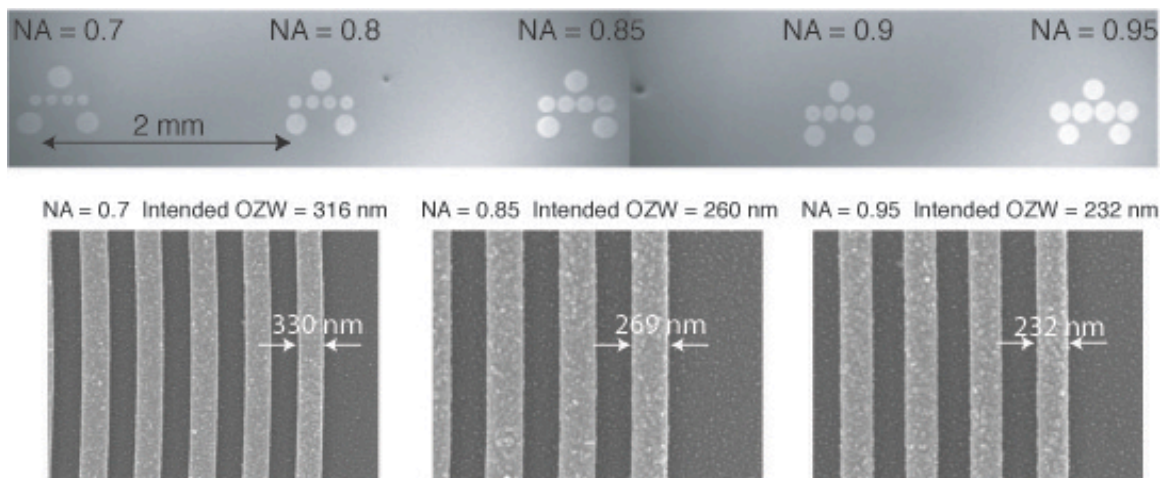 NA = 0.7 NA = 0.8 NA = 0.85 NA = 0.9 NA = 0.95
2 mm
NA = 0.7 Intended OZW = 316 nm NA = 0.85 Intended OZW = 260 nm NA = 0.95 Intended OZW = 232 nm
330 nm 269 nm 232 nm